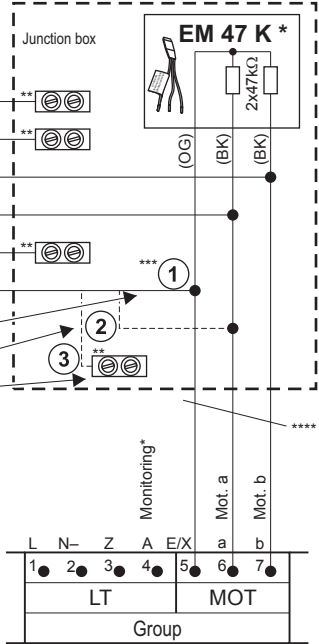 EM 47 K *
Junction box
2x47kΩ
(OG)
(BK)
(BK)
**
**
**
*** 1
2
3
**
****
Monitoring*
Mot. a
Mot. b
L N– Z A E/X a b
1 2 3 4 5 6 7
LT MOT
Group